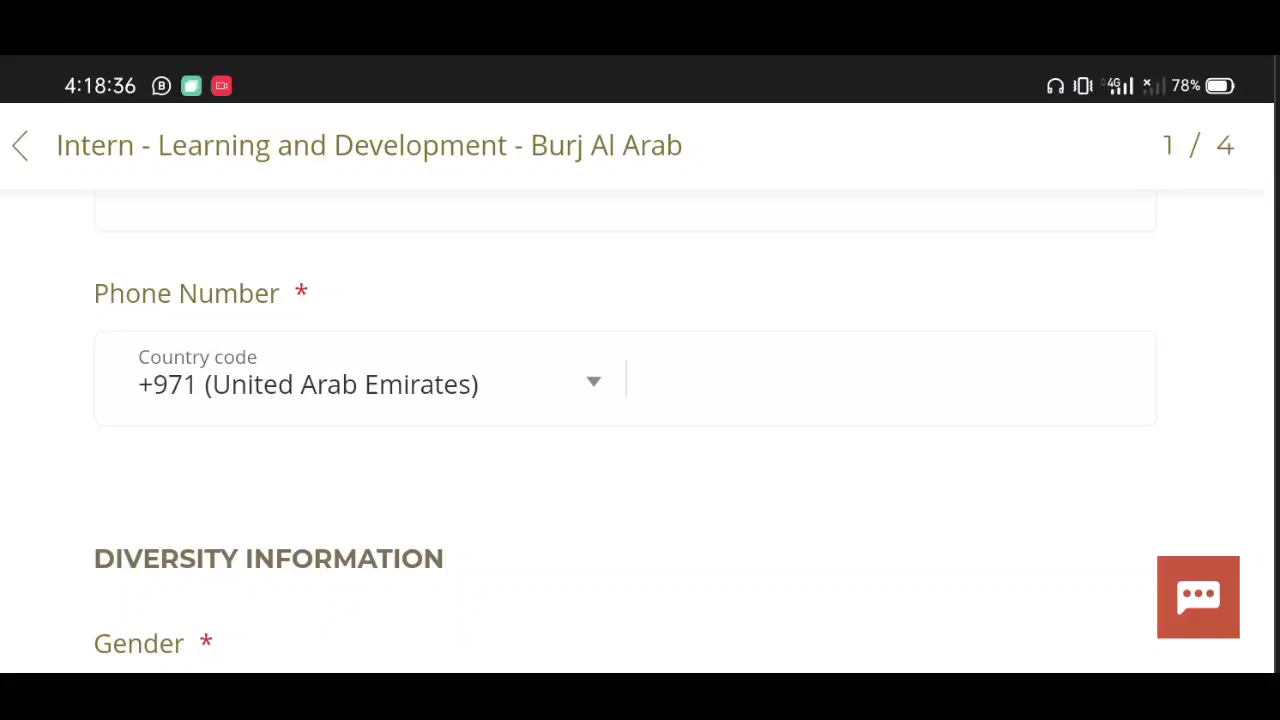 4:18:36 B 4G x 78%
Intern - Learning and Development - Burj Al Arab 1 / 4
Phone Number *
Country code
+971 (United Arab Emirates)
DIVERSITY INFORMATION
Gender *